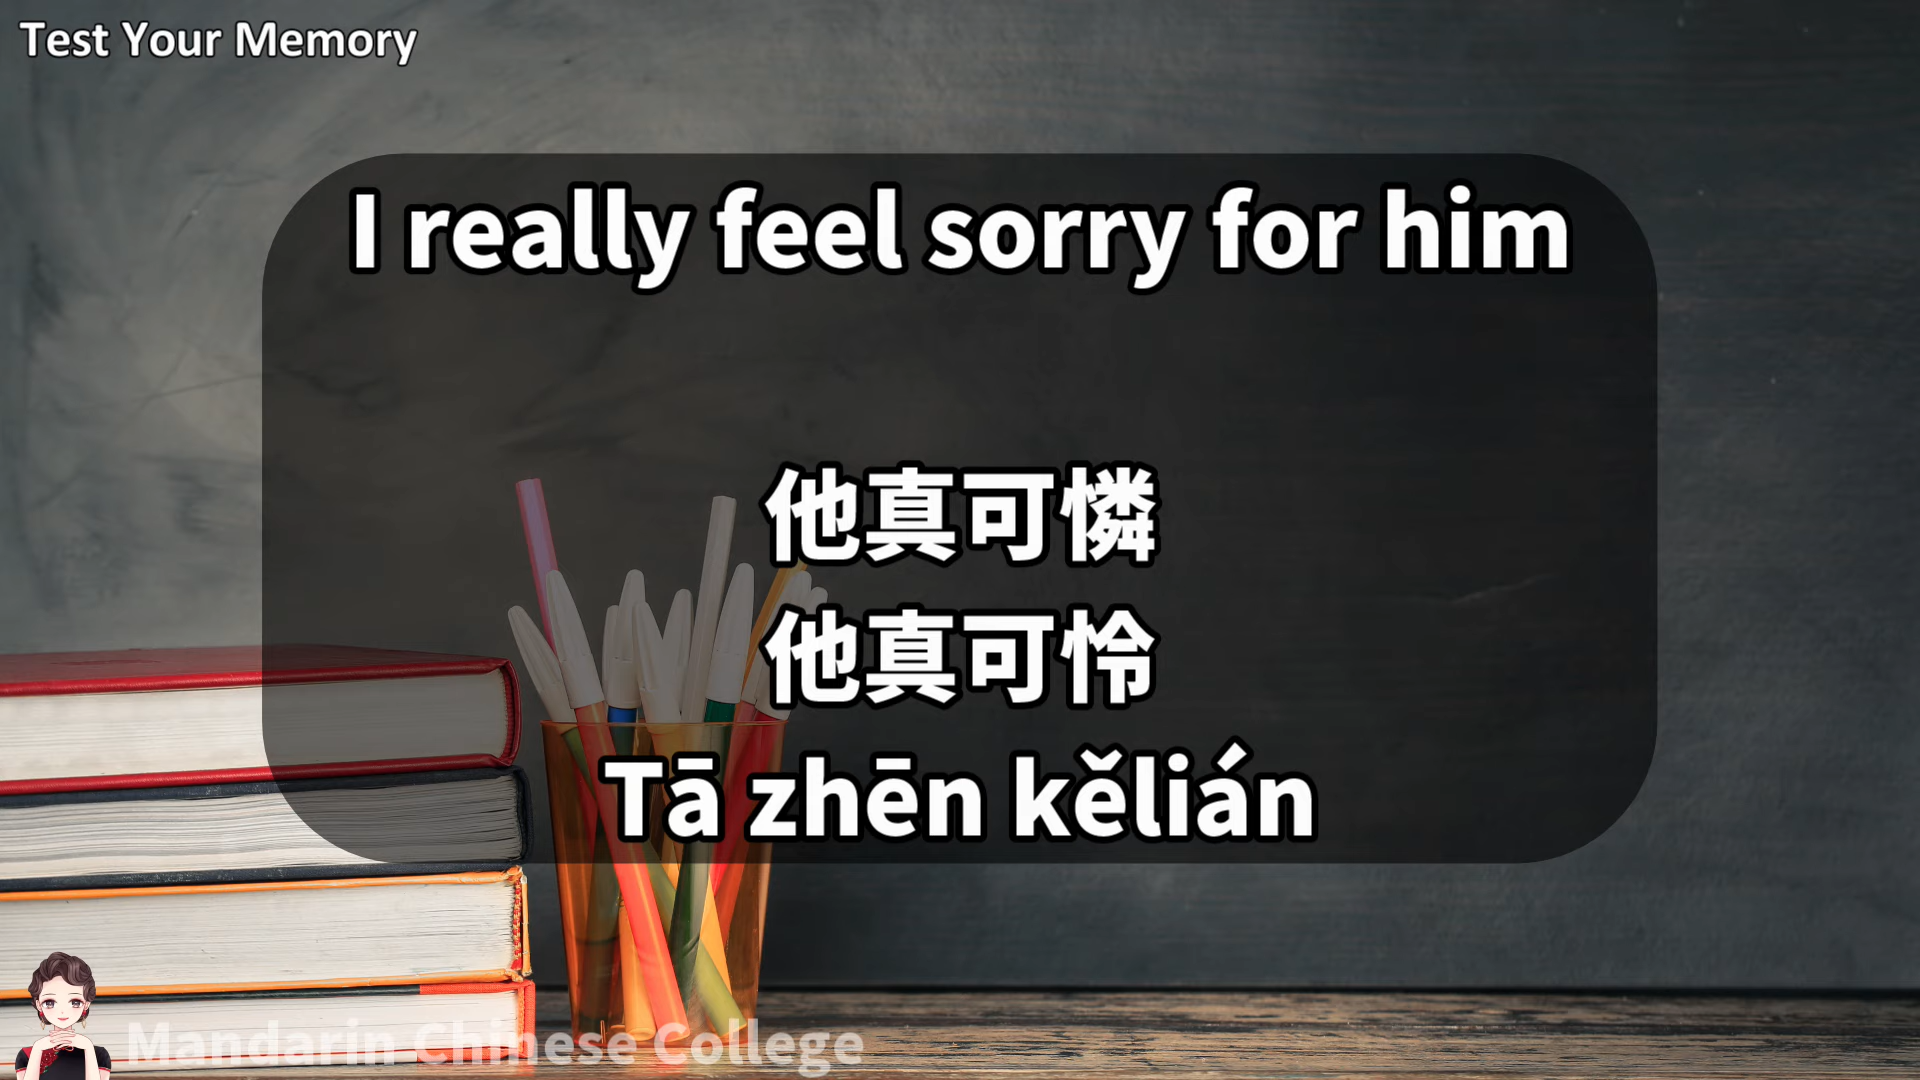 Test Your Memory
I really feel sorry for him
他真可憐
他真可怜
Tā zhēn kělián
Mandarin Chinese College